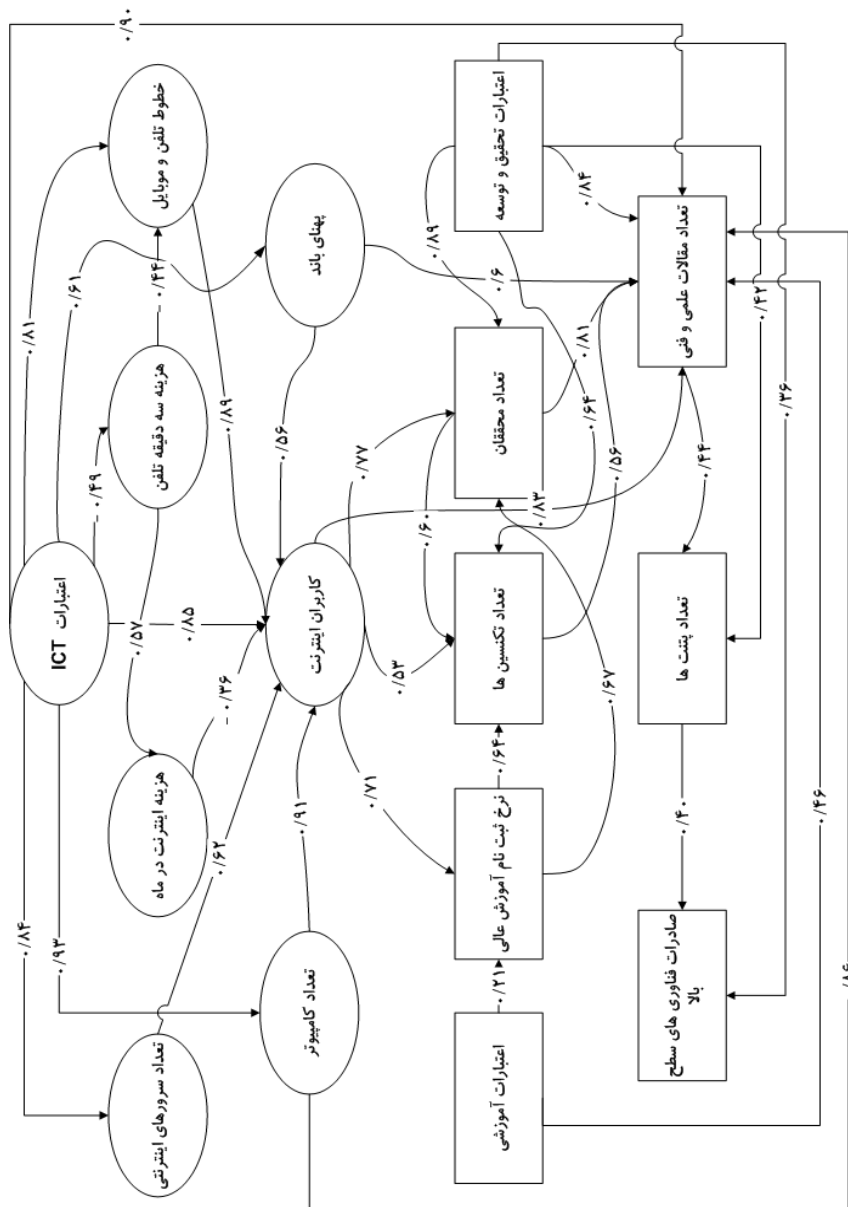 ۰/۹۰
خطوط تلفن و موبایل
هزینه سه دقیقه تلفن
اعتبارات ICT
هزینه اینترنت در ماه
تعداد سرورهای اینترنتی
پهنای باند
کاربران اینترنت
تعداد کامپیوتر
اعتبارات تحقیق و توسعه
تعداد محققان
تعداد تکنسین ها
نرخ ثبت نام آموزش عالی
اعتبارات آموزشی
تعداد مقالات علمی و فنی
تعداد پتنت ها
صادرات فناوری های سطح
بالا
۰/۸۱
۰/۶۱
-۰/۴۴
-۰/۴۹
۰/۸۹
۰/۵۷
۰/۸۵
-۰/۳۶
۰/۸۴
۰/۹۳
۰/۶۲
۰/۵۶
۰/۶
۰/۹۱
۰/۷۷
۰/۵۳
۰/۷۱
۰/۸۹
۰/۸۴
۰/۴۲
۰/۳۶
۰/۶۴
۰/۸۱
۰/۵۶
۰/۶۰
۰/۸۳
۰/۶۷
۰/۶۴
۰/۲۱
۰/۴۴
۰/۴۰
۰/۴۶